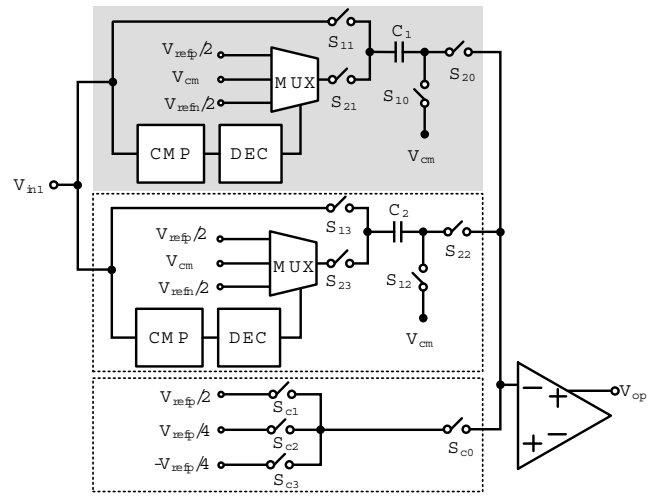 C1
S11
Vrefp/2
S20
Vcm
MUX
S21
S10
Vrefn/2
CMP
DEC
Vcm
Vin1
C2
S13
Vrefp/2
S22
Vcm
MUX
S23
S12
Vrefn/2
CMP
DEC
Vcm
Vrefp/2
Sc1
Vop
Vrefp/4
Sc2
Sc0
-Vrefp/4
Sc3